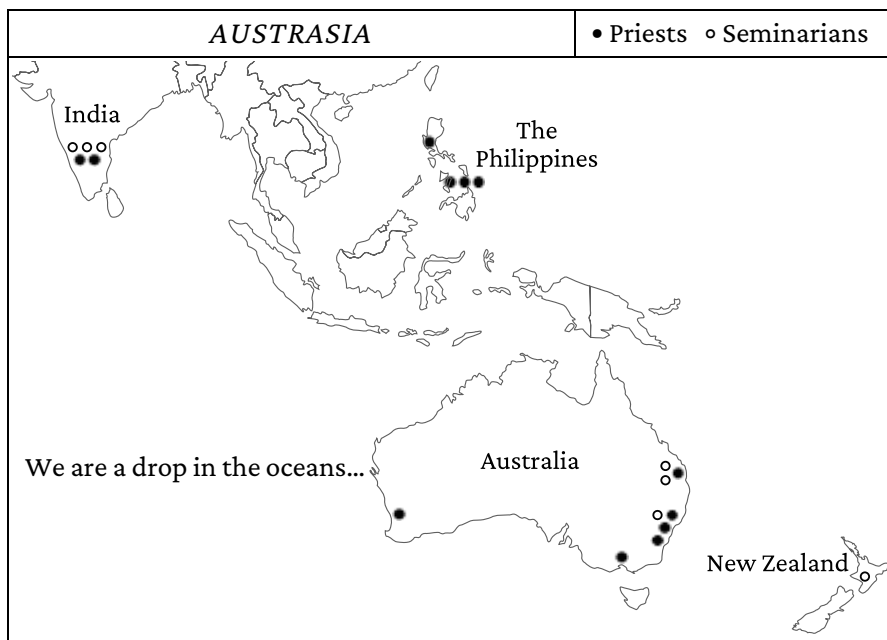 AUSTRASIA
• Priests ○ Seminarians
India
The
Philippines
Australia
We are a drop in the oceans...
New Zealand